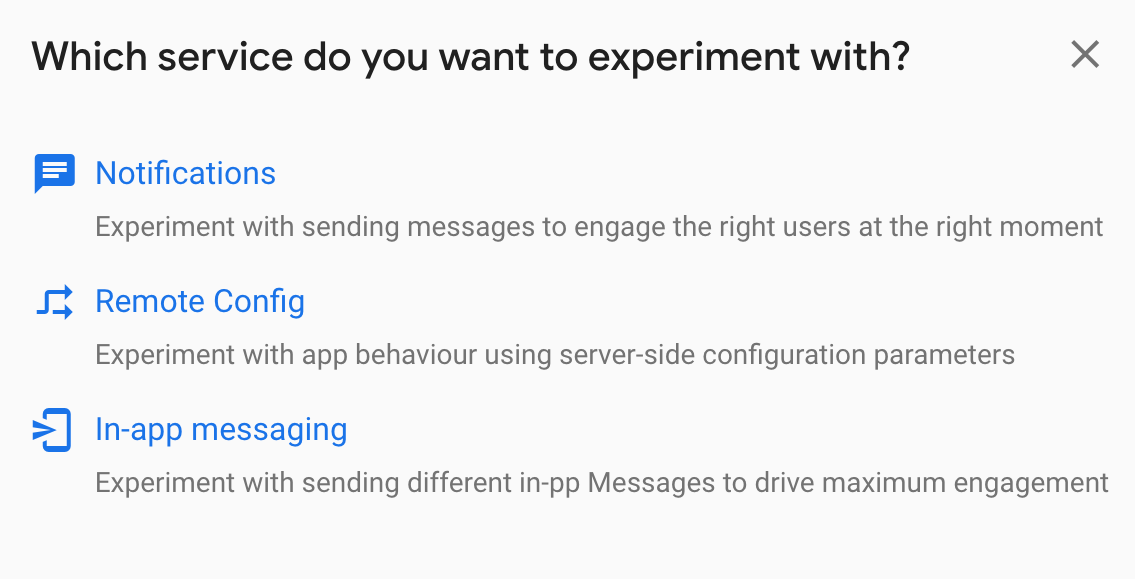 Which service do you want to experiment with?
Notifications
Experiment with sending messages to engage the right users at the right moment
Remote Config
Experiment with app behaviour using server-side configuration parameters
In-app messaging
Experiment with sending different in-pp Messages to drive maximum engagement